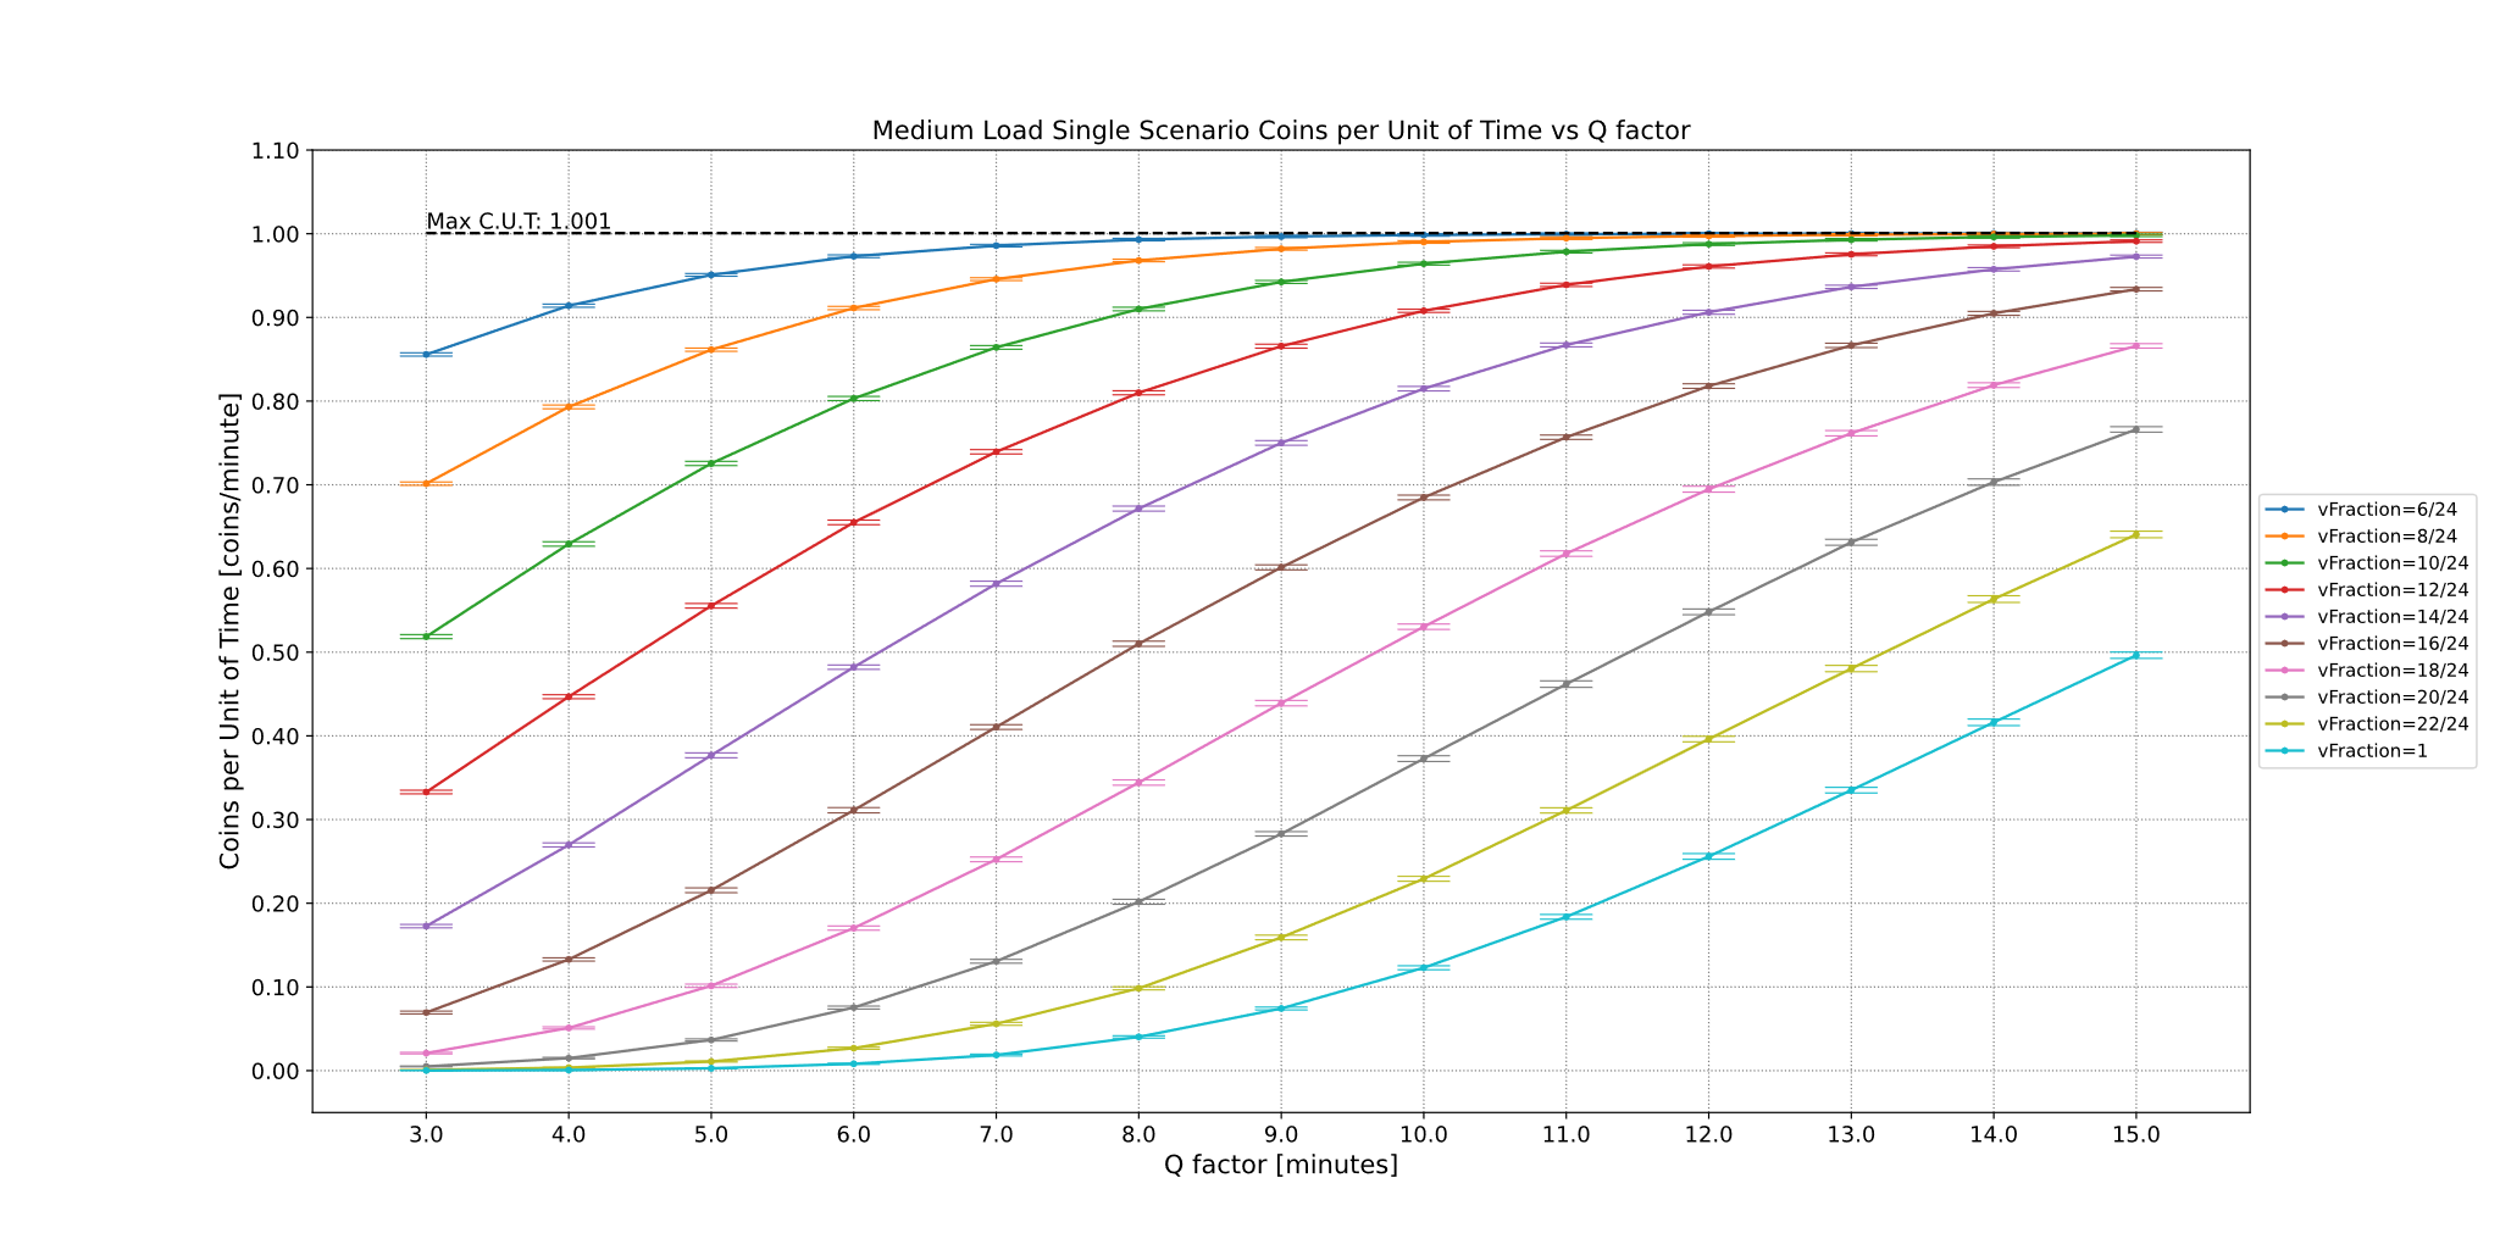 Medium Load Single Scenario Coins per Unit of Time vs Q factor
Coins per Unit of Time [coins/minute]
1.10
1.00
0.90
0.80
0.70
0.60
0.50
0.40
0.30
0.20
0.10
0.00
Max C.U.T: 1.001
3.0 4.0 5.0 6.0 7.0 8.0 9.0 10.0 11.0 12.0 13.0 14.0 15.0
Q factor [minutes]
vFraction=6/24
vFraction=8/24
vFraction=10/24
vFraction=12/24
vFraction=14/24
vFraction=16/24
vFraction=18/24
vFraction=20/24
vFraction=22/24
vFraction=1